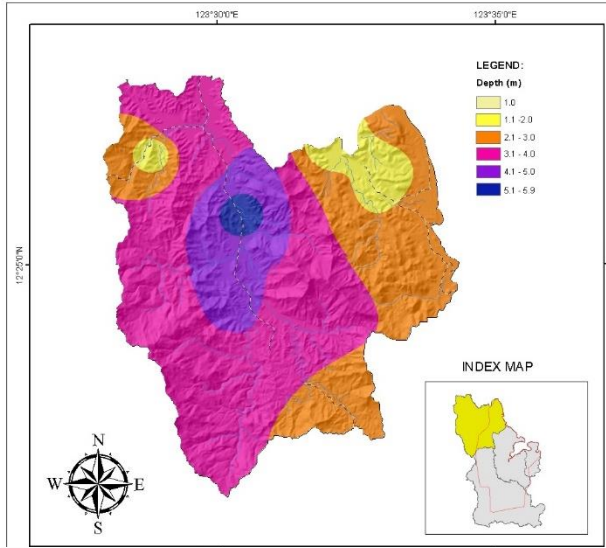 123°30'0"E
123°35'0"E
LEGEND:
Depth (m)
1.0
1.1 -2.0
2.1 - 3.0
3.1 - 4.0
4.1 - 5.0
5.1 - 5.9
12°25'0"N
INDEX MAP
N
W
E
S